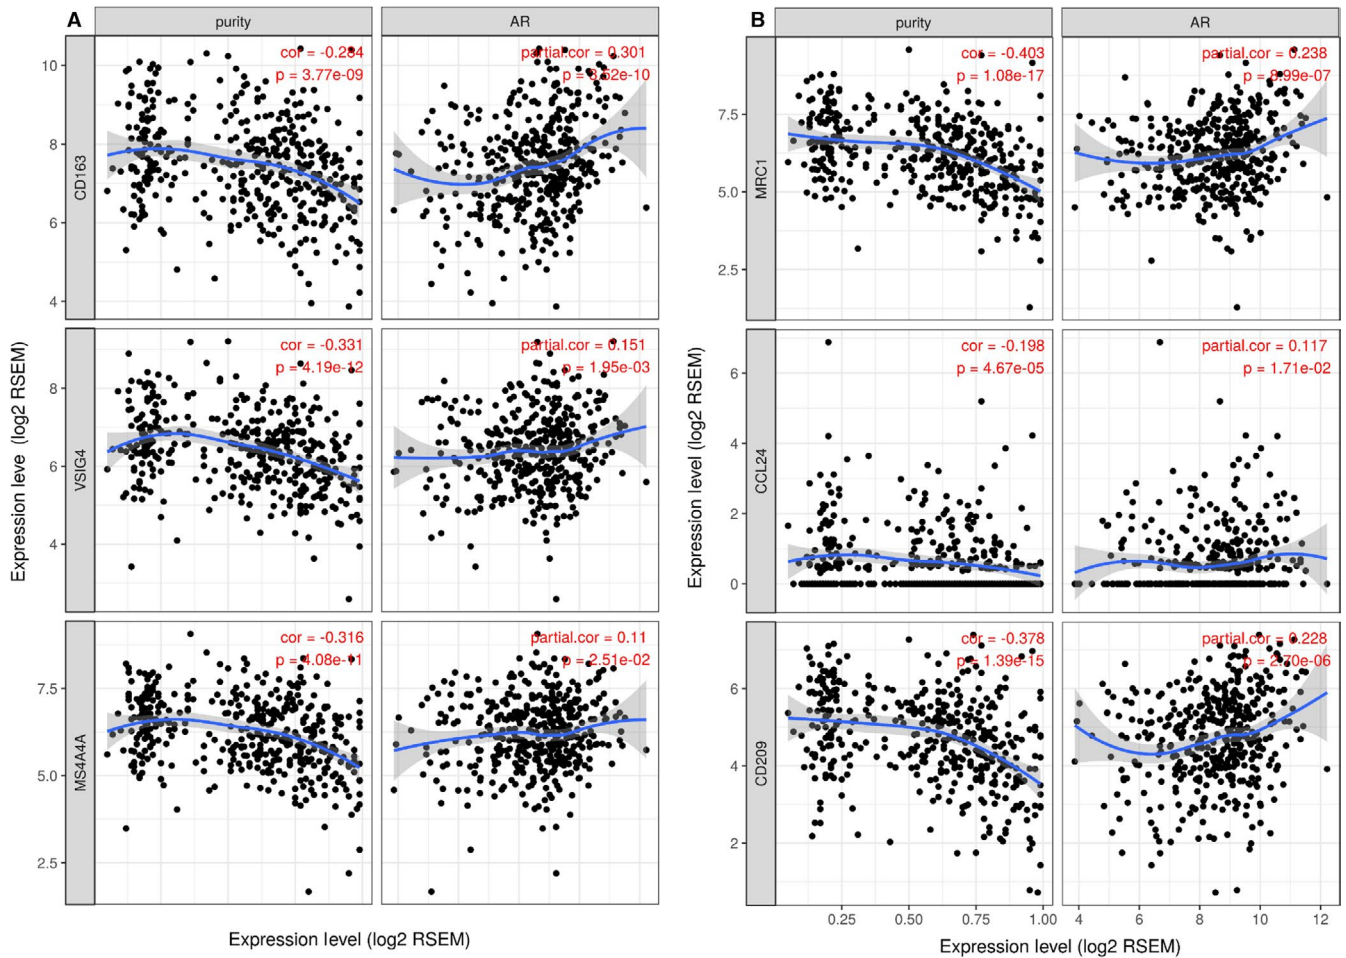 A
purity
AR
CD163
10
8
6
4
cor = -0.284
p = 3.77e-09
partial.cor = 0.301
p = 3.52e-10
VSIG4
8
6
4
cor = -0.331
p = 4.19e-12
partial.cor = 0.151
p = 1.95e-03
MS4A4A
7.5
5.0
2.5
cor = -0.316
p = 4.08e-11
partial.cor = 0.11
p = 2.51e-02
Expression leve (log2 RSEM)
Expression level (log2 RSEM)
B
purity
AR
MRC1
7.5
5.0
2.5
cor = -0.403
p = 1.08e-17
partial.cor = 0.238
p = 8.99e-07
CCL24
6
4
2
0
cor = -0.198
p = 4.67e-05
partial.cor = 0.117
p = 1.71e-02
CD209
6
4
2
cor = -0.378
p = 1.39e-15
partial.cor = 0.228
p = 2.70e-06
0.25 0.50 0.75 1.00
4 6 8 10 12
Expression level (log2 RSEM)
Expression level (log2 RSEM)